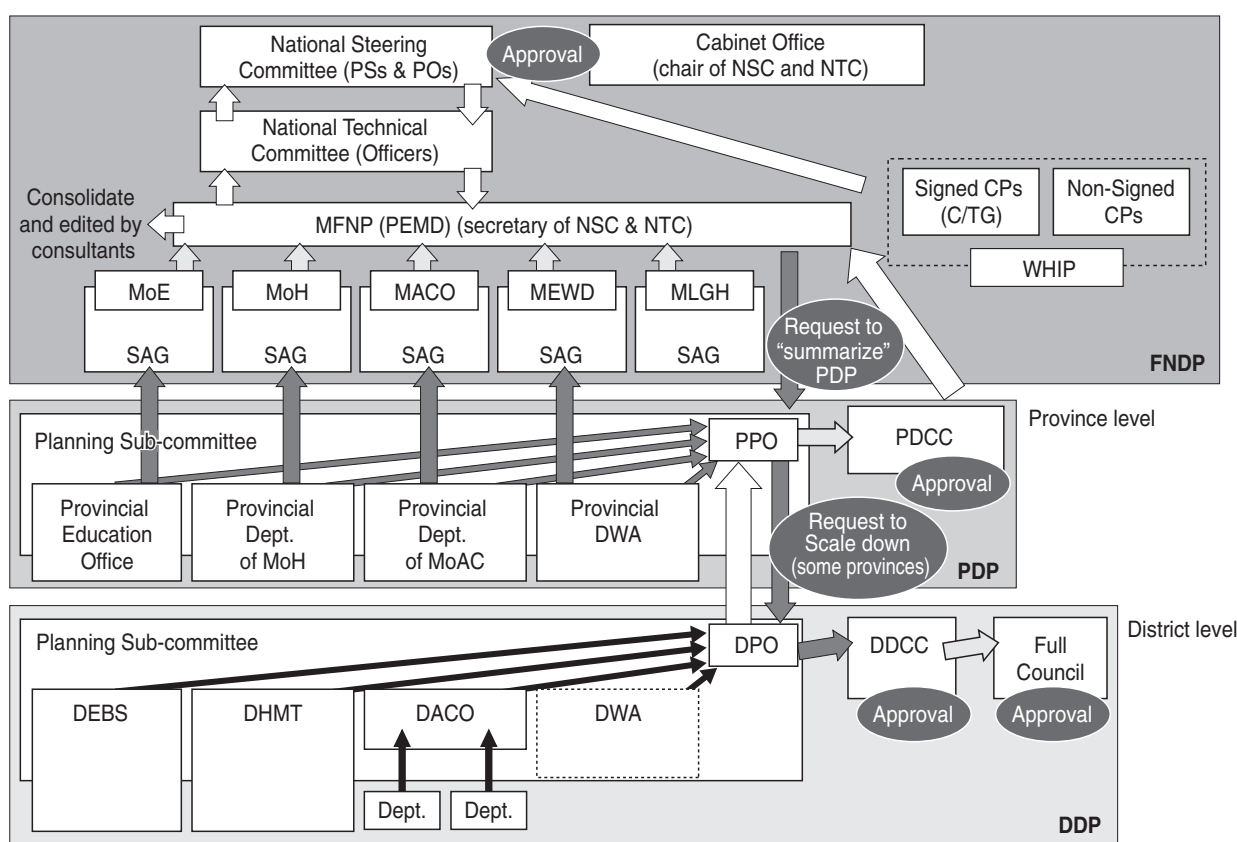 National Steering
Committee (PSs & POs)
Approval
Cabinet Office
(chair of NSC and NTC)
National Technical
Committee (Officers)
Consolidate
and edited by
consultants
MFNP (PEMD) (secretary of NSC & NTC)
Signed CPs
(C/TG)
Non-Signed
CPs
WHIP
MoE
MoH
MACO
MEWD
MLGH
SAG
SAG
SAG
SAG
SAG
Request to
“summarize”
PDP
FNDP
Province level
Planning Sub-committee
PPO
PDCC
Approval
Provincial
Education
Office
Provincial
Dept.
of MoH
Provincial
Dept.
of MoAC
Provincial
DWA
Request to
Scale down
(some provinces)
PDP
District level
Planning Sub-committee
DPO
DDCC
Approval
Full
Council
Approval
DEBS
DHMT
DACO
DWA
Dept.
Dept.
DDP